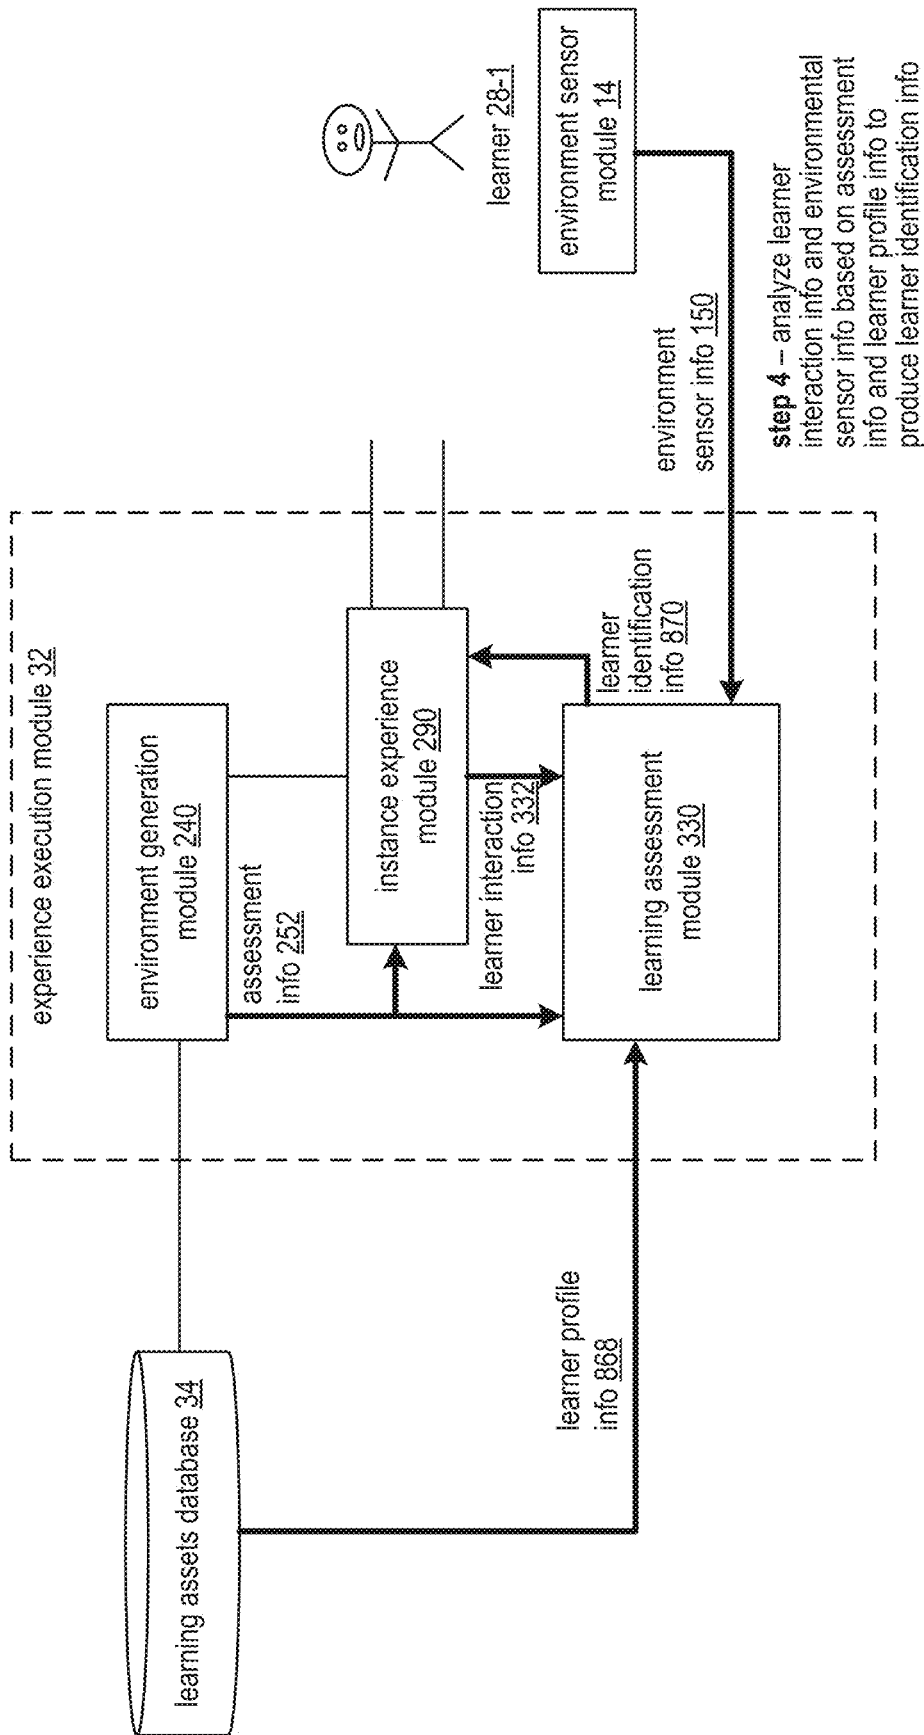 experience execution module 32
learning assets database 34
environment generation
module 240
assessment
info 252
instance experience
module 290
learner 28-1
environment sensor
module 14
learner interaction
info 332
learner
identification
info 870
environment
sensor info 150
learner profile
info 868
learning assessment
module 330
step 4 – analyze learner
interaction info and environmental
sensor info based on assessment
info and learner profile info to
produce learner identification info